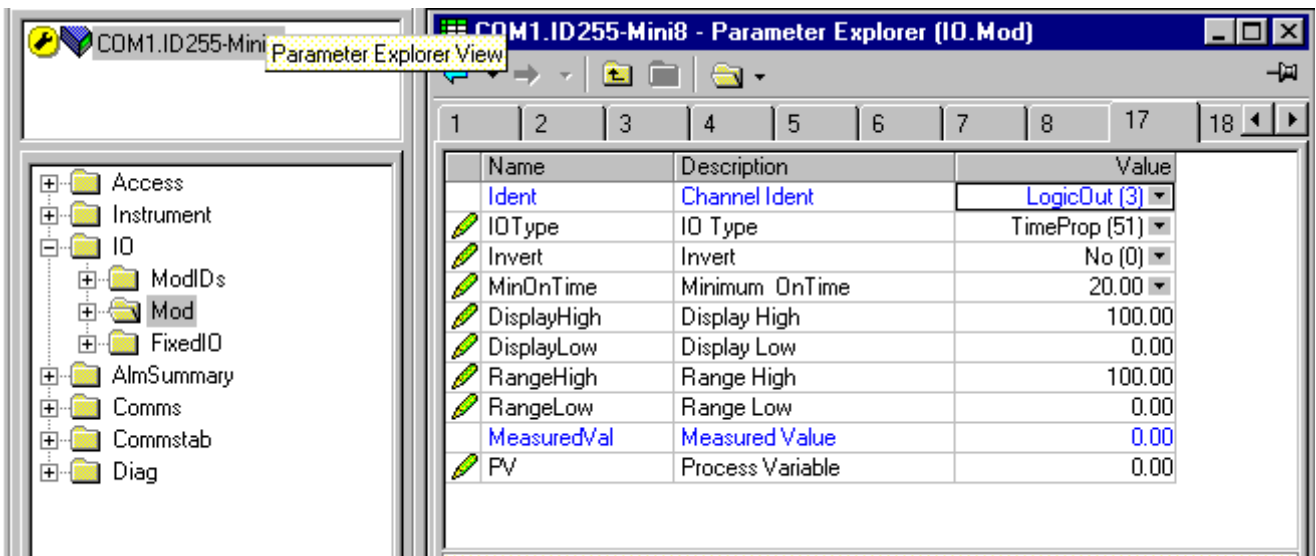 COM1.ID255-Mini
Parameter Explorer View
Access
Instrument
IO
ModIDs
Mod
FixedIO
AlmSummary
Comms
Commstab
Diag
COM1.ID255-Mini8 - Parameter Explorer (IO.Mod)
1 2 3 4 5 6 7 8 17 18
Name Description Value
Ident Channel Ident LogicOut (3)
IOType IO Type TimeProp (51)
Invert Invert No (0)
MinOnTime Minimum OnTime 20.00
DisplayHigh Display High 100.00
DisplayLow Display Low 0.00
RangeHigh Range High 100.00
RangeLow Range Low 0.00
MeasuredVal Measured Value 0.00
PV Process Variable 0.00